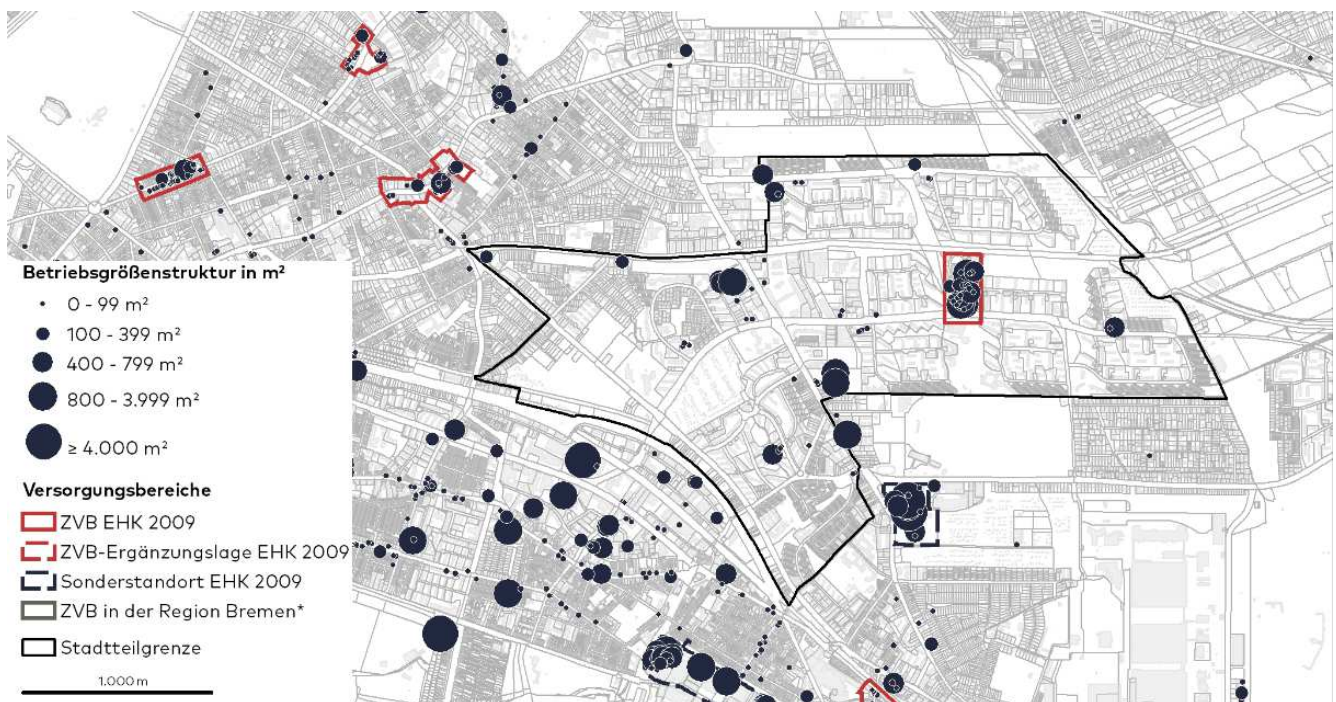 Betriebsgrößenstruktur in m²
0 - 99 m²
100 - 399 m²
400 - 799 m²
800 - 3.999 m²
≥ 4.000 m²
Versorgungsbereiche
ZVB EHK 2009
ZVB-Ergänzungslage EHK 2009
Sonderstandort EHK 2009
ZVB in der Region Bremen*
Stadtteilgrenze
1.000 m